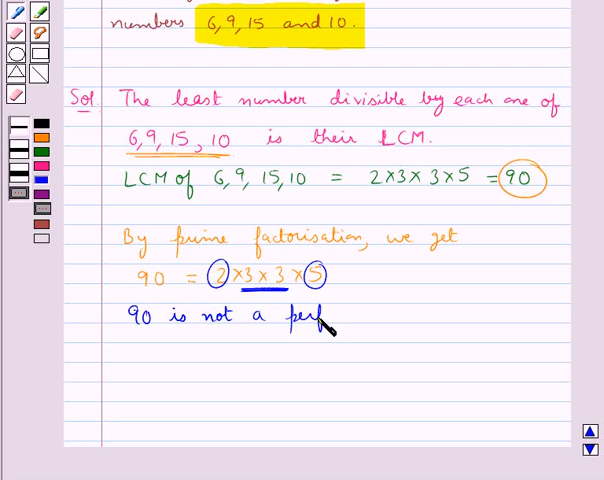 numbers 6, 9, 15 and 10.
Sol. The least number divisible by each one of
6, 9, 15, 10 is their LCM.
LCM of 6, 9, 15, 10 = 2×3×3×5 = 90
By prime factorisation, we get
90 = 2×3×3×5
90 is not a perf